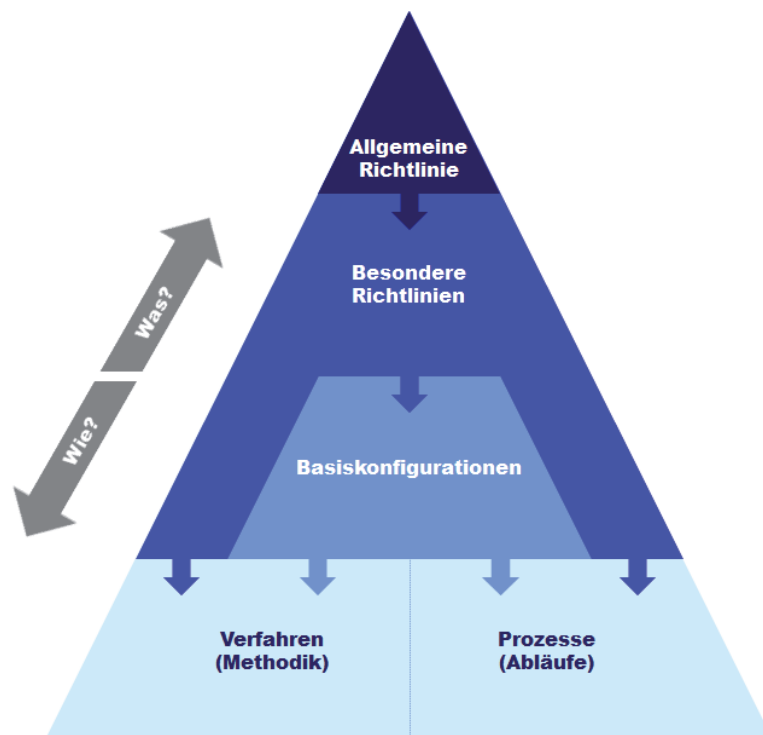 Allgemeine
Richtlinie
Besondere
Richtlinien
Was?
Wie?
Basiskonfigurationen
Verfahren
(Methodik)
Prozesse
(Abläufe)